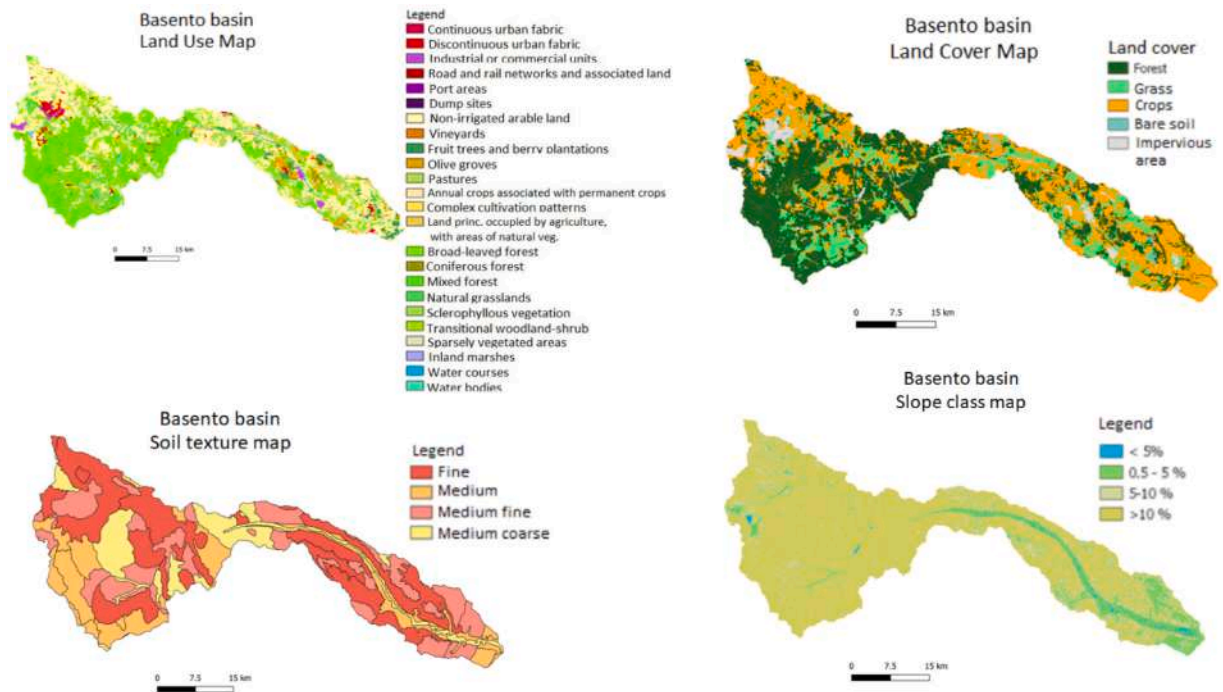 Basento basin
Land Use Map
Legend
Continuous urban fabric
Discontinuous urban fabric
Industrial or commercial units
Road and rail networks and associated land
Port areas
Dump sites
Non-irrigated arable land
Vineyards
Fruit trees and berry plantations
Olive groves
Pastures
Annual crops associated with permanent crops
Complex cultivation patterns
Land princ. occupied by agriculture,
with areas of natural veg.
Broad-leaved forest
Coniferous forest
Mixed forest
Natural grasslands
Sclerophyllous vegetation
Transitional woodland-shrub
Sparsely vegetated areas
Inland marshes
Water courses
Water bodies
0 7.5 15 km
Basento basin
Land Cover Map
Land cover
Forest
Grass
Crops
Bare soil
Impervious
area
0 7.5 15 km
Basento basin
Soil texture map
Legend
Fine
Medium
Medium fine
Medium coarse
0 7.5 15 km
Basento basin
Slope class map
Legend
< 5%
0,5 - 5 %
5-10 %
>10 %
0 7.5 15 km